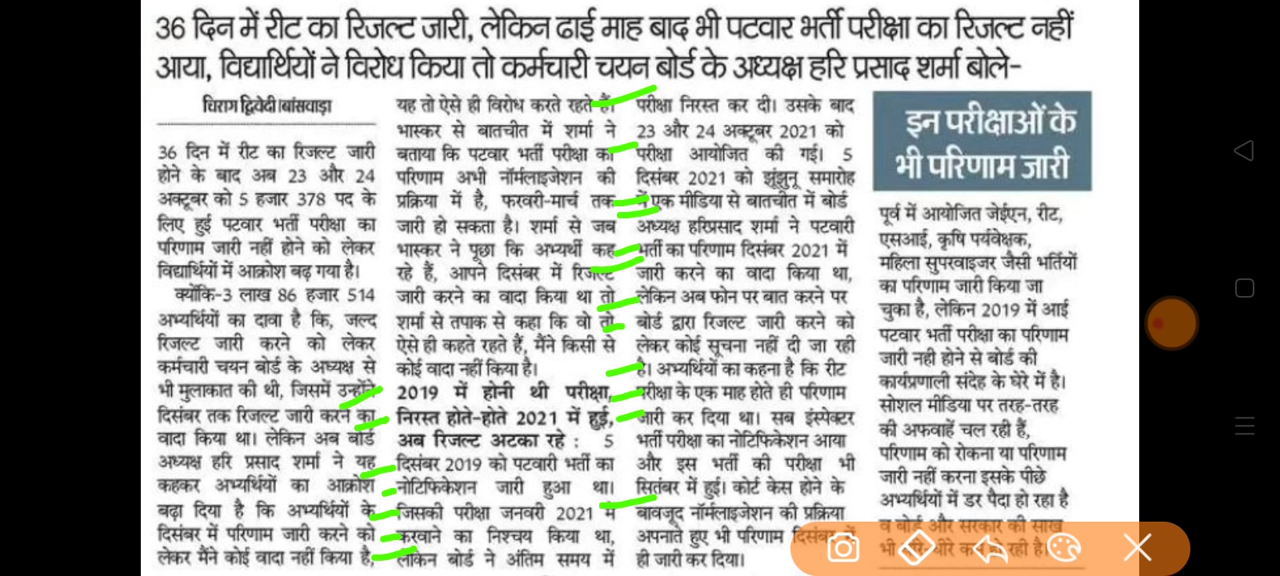 36 दिन में रीट का रिजल्ट जारी, लेकिन ढाई माह बाद भी पटवार भर्ती परीक्षा का रिजल्ट नहीं
आया, विद्यार्थियों ने विरोध किया तो कर्मचारी चयन बोर्ड के अध्यक्ष हरि प्रसाद शर्मा बोले-
चिराग द्विवेदी|बांसवाड़ा
36 दिन में रीट का रिजल्ट जारी
होने के बाद अब 23 और 24
अक्टूबर को 5 हजार 378 पद के
लिए हुई पटवार भर्ती परीक्षा का
परिणाम जारी नहीं होने को लेकर
विद्यार्थियों में आक्रोश बढ़ गया है।
क्योंकि-3 लाख 86 हजार 514
अभ्यर्थियों का दावा है कि, जल्द
रिजल्ट जारी करने को लेकर
कर्मचारी चयन बोर्ड के अध्यक्ष से
भी मुलाकात की थी, जिसमें उन्होंने
दिसंबर तक रिजल्ट जारी करने का
वादा किया था। लेकिन अब बोर्ड
अध्यक्ष हरि प्रसाद शर्मा ने यह
कहकर अभ्यर्थियों का आक्रोश
बढ़ा दिया है कि अभ्यर्थियों के
दिसंबर में परिणाम जारी करने को
लेकर मैंने कोई वादा नहीं किया है,
यह तो ऐसे ही विरोध करते रहते हैं।
भास्कर से बातचीत में शर्मा ने
बताया कि पटवार भर्ती परीक्षा का
परिणाम अभी नॉर्मलाइजेशन की
प्रक्रिया में है, फरवरी-मार्च तक
जारी हो सकता है। शर्मा से जब
भास्कर ने पूछा कि अभ्यर्थी कह
रहे हैं, आपने दिसंबर में रिजल्ट
जारी करने का वादा किया था तो
शर्मा से तपाक से कहा कि वो तो
ऐसे ही कहते रहते हैं, मैंने किसी से
कोई वादा नहीं किया है।
2019 में होनी थी परीक्षा,
निरस्त होते-होते 2021 में हुई,
अब रिजल्ट अटका रहे : 5
दिसंबर 2019 को पटवारी भर्ती का
नोटिफिकेशन जारी हुआ था।
जिसकी परीक्षा जनवरी 2021 में
करवाने का निश्चय किया था,
लेकिन बोर्ड ने अंतिम समय में
परीक्षा निरस्त कर दी। उसके बाद
23 और 24 अक्टूबर 2021 को
परीक्षा आयोजित की गई। 5
दिसंबर 2021 को झूंझुनू समारोह
में एक मीडिया से बातचीत में बोर्ड
अध्यक्ष हरिप्रसाद शर्मा ने पटवारी
भर्ती का परिणाम दिसंबर 2021 में
जारी करने का वादा किया था,
लेकिन अब फोन पर बात करने पर
बोर्ड द्वारा रिजल्ट जारी करने को
लेकर कोई सूचना नहीं दी जा रही
है। अभ्यर्थियों का कहना है कि रीट
परीक्षा के एक माह होते ही परिणाम
जारी कर दिया था। सब इंस्पेक्टर
भर्ती परीक्षा का नोटिफिकेशन आया
और इस भर्ती की परीक्षा भी
सितंबर में हुई। कोर्ट केस होने के
बावजूद नॉर्मलाइजेशन की प्रक्रिया
अपनाते हुए भी परिणाम दिसंबर में
ही जारी कर दिया।
इन परीक्षाओं के
भी परिणाम जारी
पूर्व में आयोजित जेईएन, रीट,
एसआई, कृषि पर्यवेक्षक,
महिला सुपरवाइजर जैसी भर्तियों
का परिणाम जारी किया जा
चुका है, लेकिन 2019 में आई
पटवार भर्ती परीक्षा का परिणाम
जारी नही होने से बोर्ड की
कार्यप्रणाली संदेह के घेरे में है।
सोशल मीडिया पर तरह-तरह
की अफवाहें चल रही हैं,
परिणाम को रोकना या परिणाम
जारी नहीं करना इसके पीछे
अभ्यर्थियों में डर पैदा हो रहा है
व बोर्ड और सरकार की साख
भी रही है।